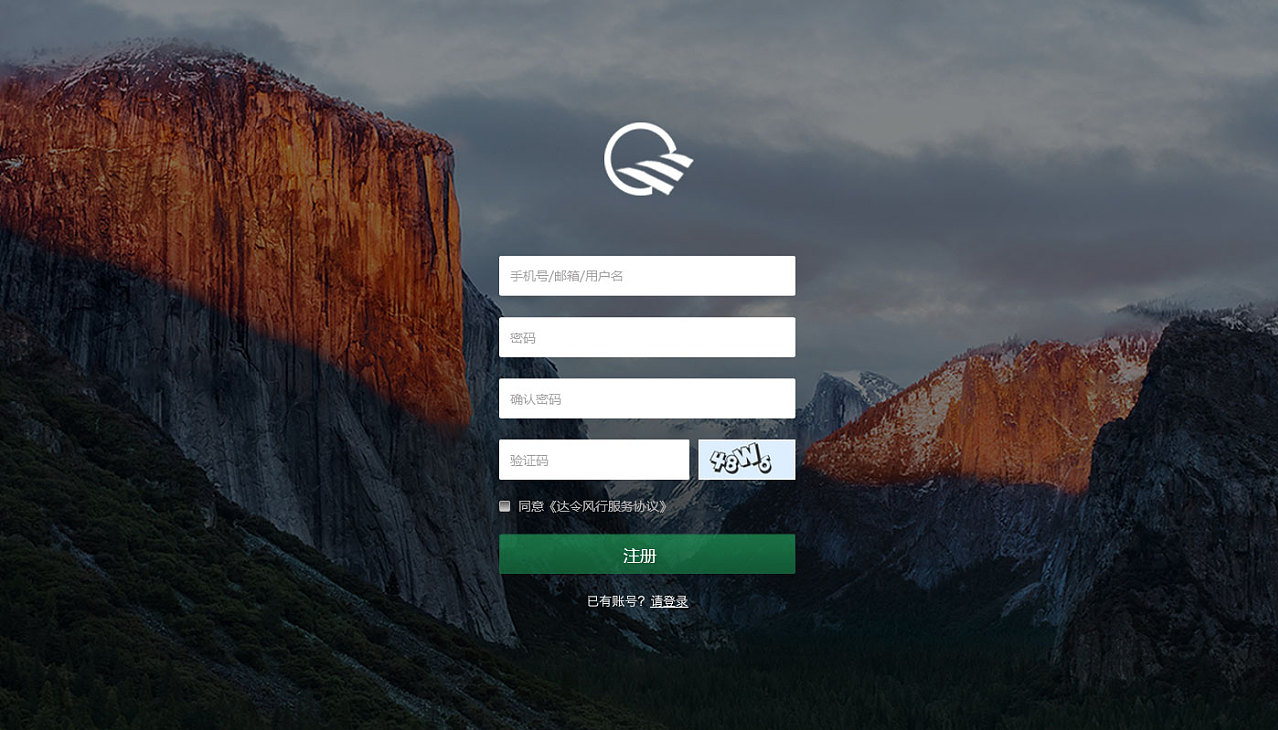 手机号/邮箱/用户名
密码
确认密码
验证码 48W6
同意《达令风行服务协议》
注册
已有账号？请登录